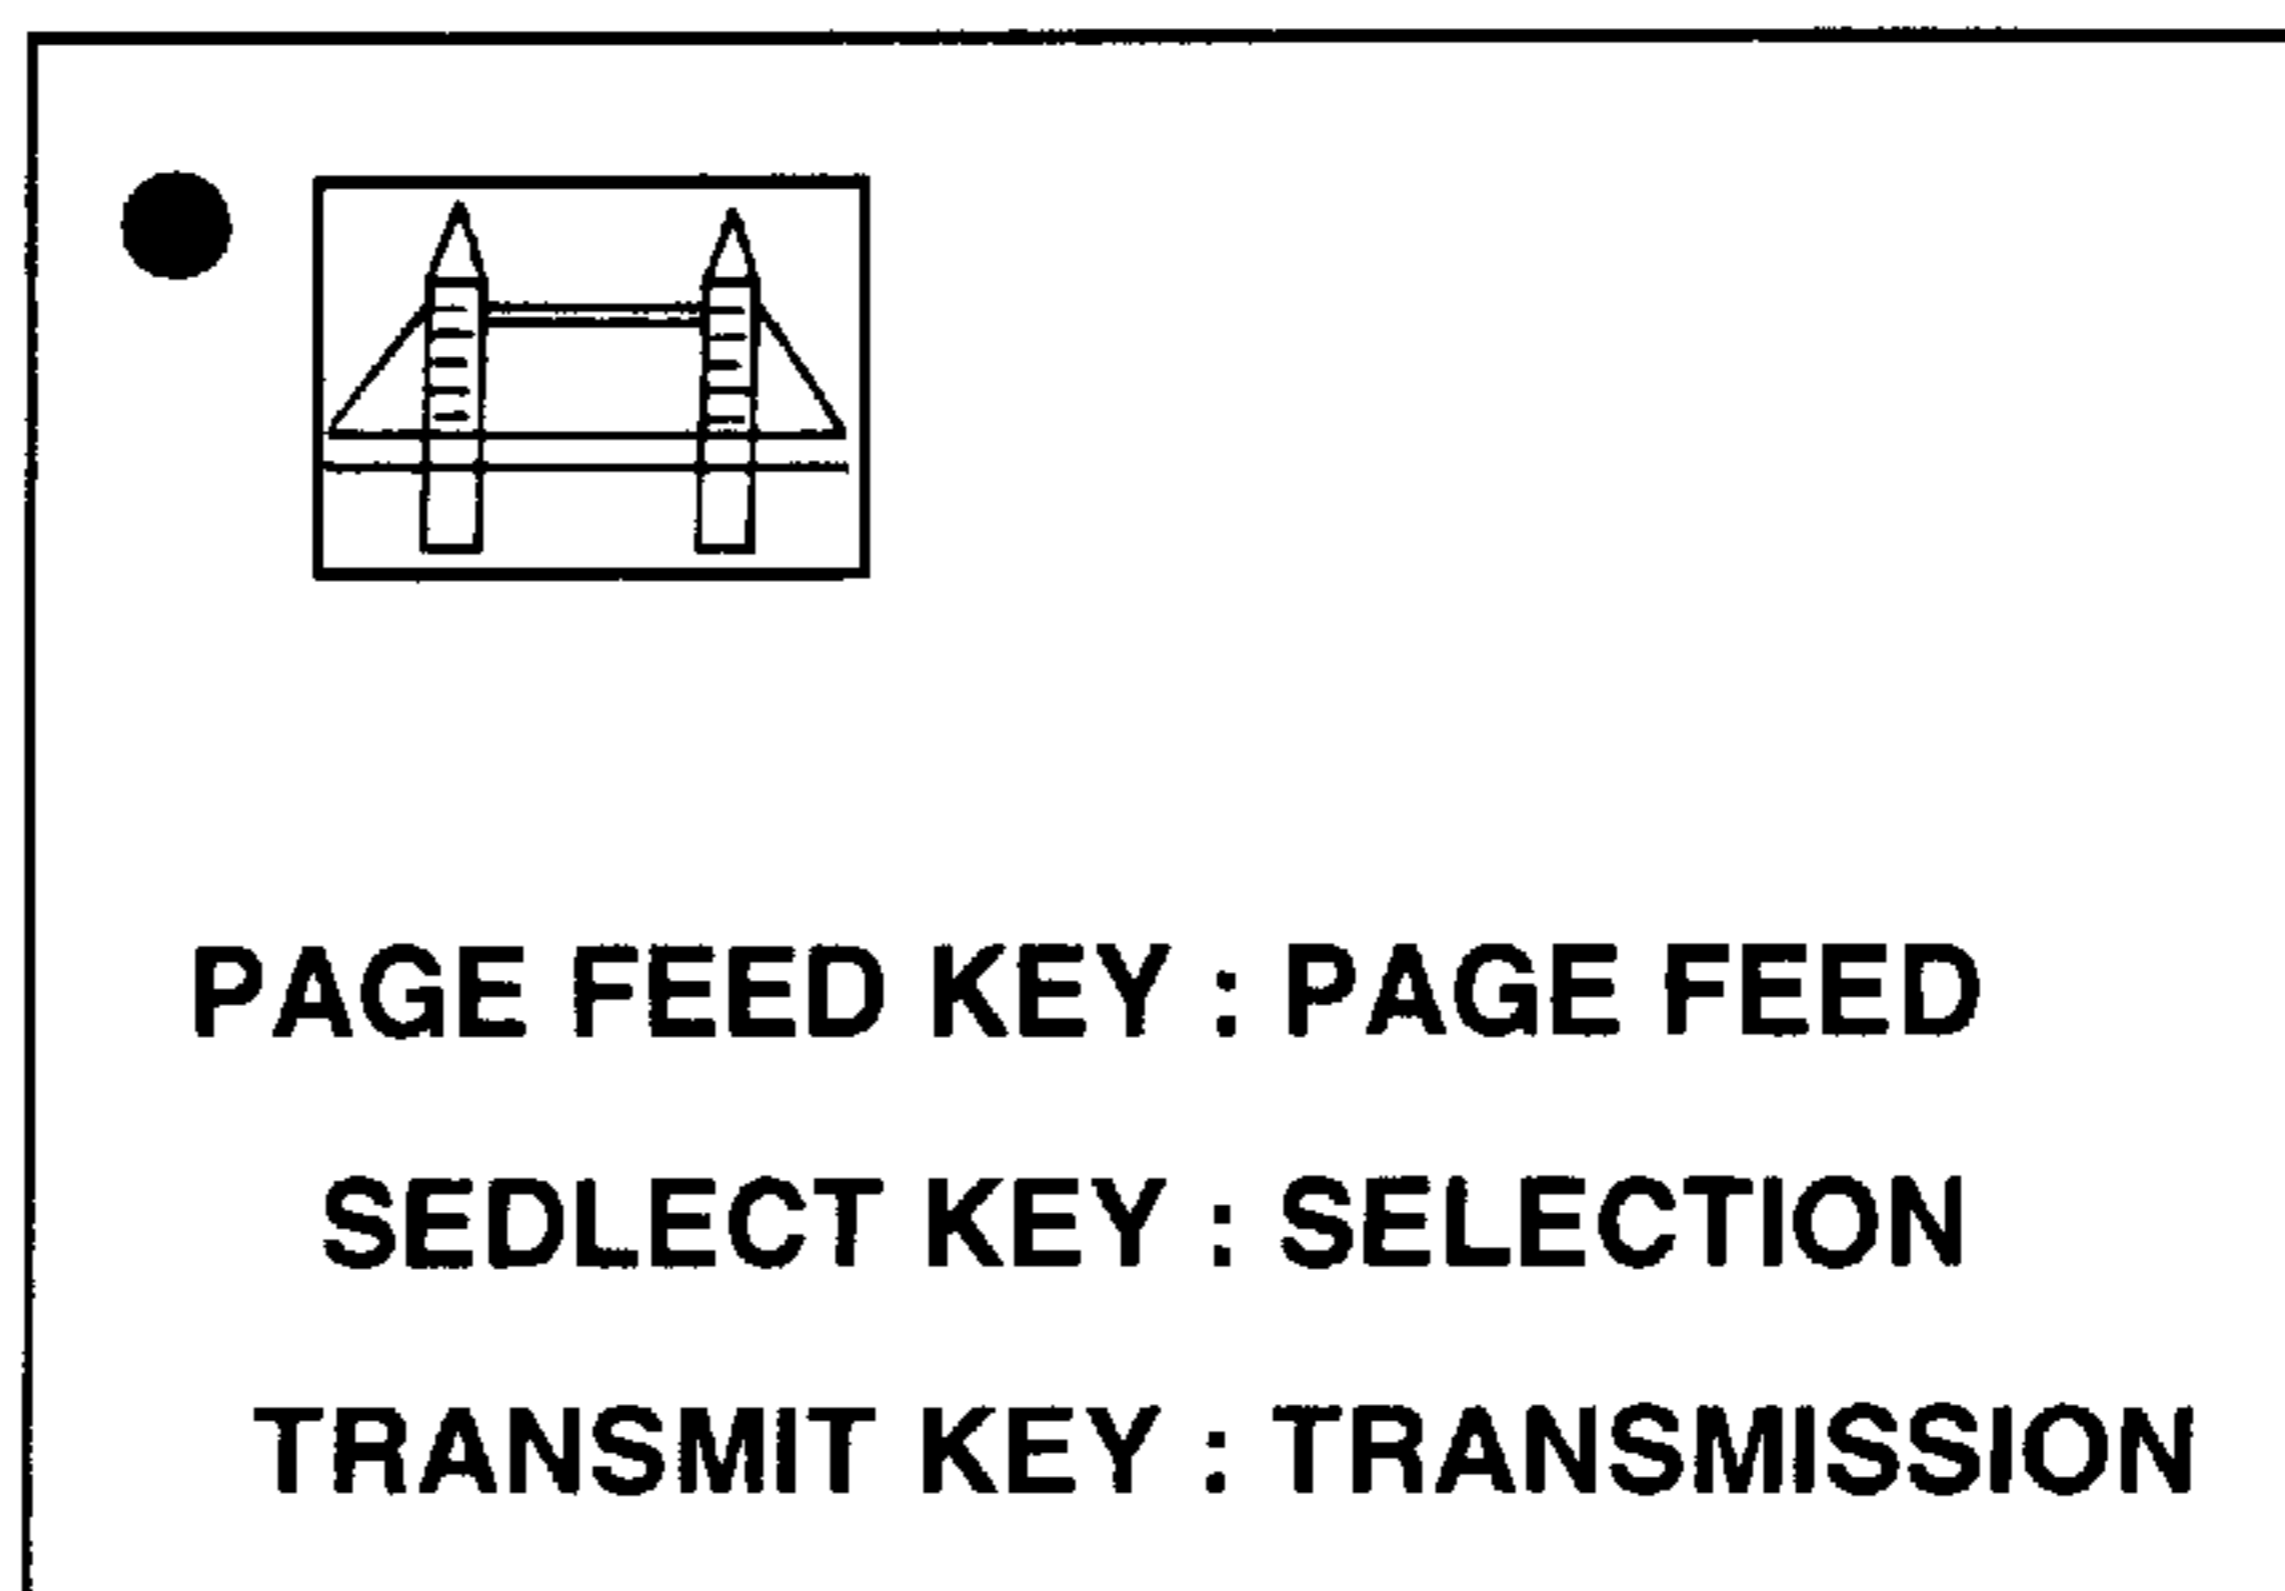 PAGE FEED KEY : PAGE FEED
SEDLECT KEY : SELECTION
TRANSMIT KEY : TRANSMISSION